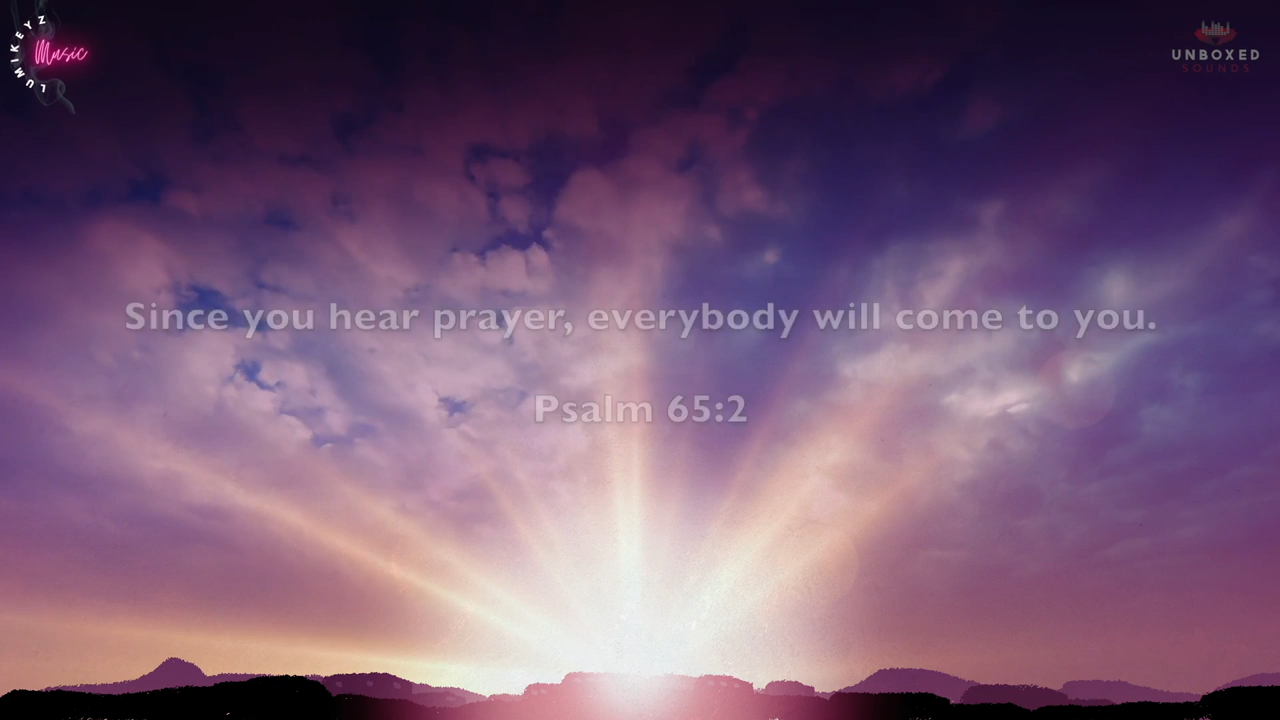 LUMIKEYZ
Music
UNBOXED
SOUNDS
Since you hear prayer, everybody will come to you.
Psalm 65:2